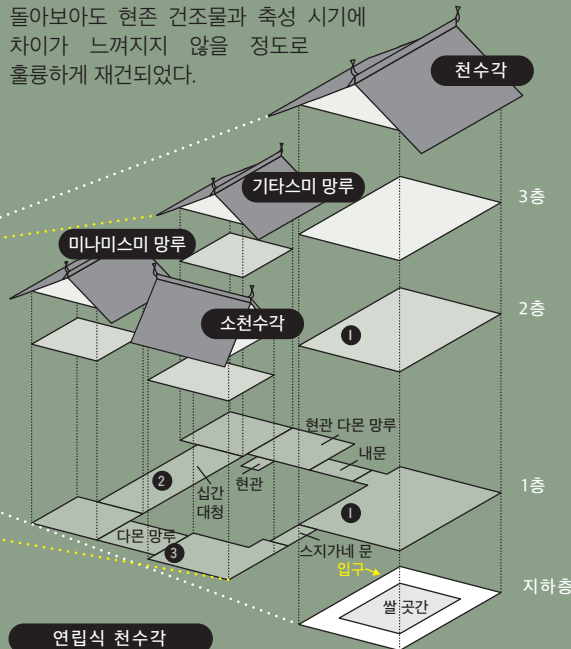 돌아보아도 현존 건조물과 축성 시기에
차이가 느껴지지 않을 정도로
훌륭하게 재건되었다.
천수각
기타스미 망루
3층
미나미스미 망루
소천수각
2층
1
현관 다몬 망루
내문
현관
2
십간
대청
1층
1
다몬 망루
3
스지가네 문
입구
지하층
쌀 곳간
연립식 천수각